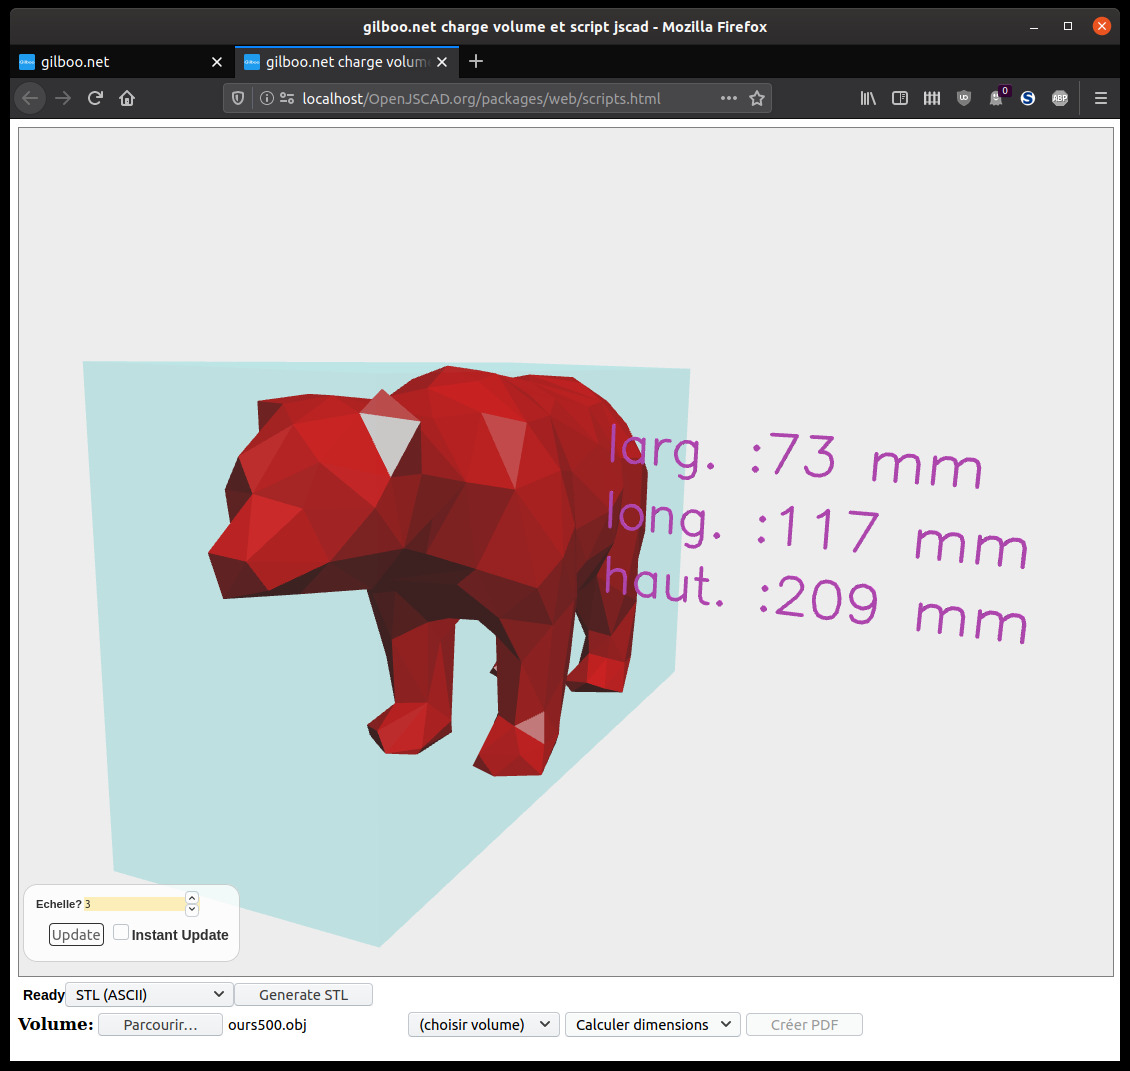 gilboo.net charge volume et script jscad - Mozilla Firefox
gilboo.net
gilboo.net charge volum
localhost/OpenJSCAD.org/packages/web/scripts.html
0
ABP
larg. :73 mm
long. :117 mm
haut. :209 mm
Echelle? 3
Update Instant Update
Ready STL (ASCII) Generate STL
Volume: Parcourir... ours500.obj (choisir volume) Calculer dimensions Créer PDF